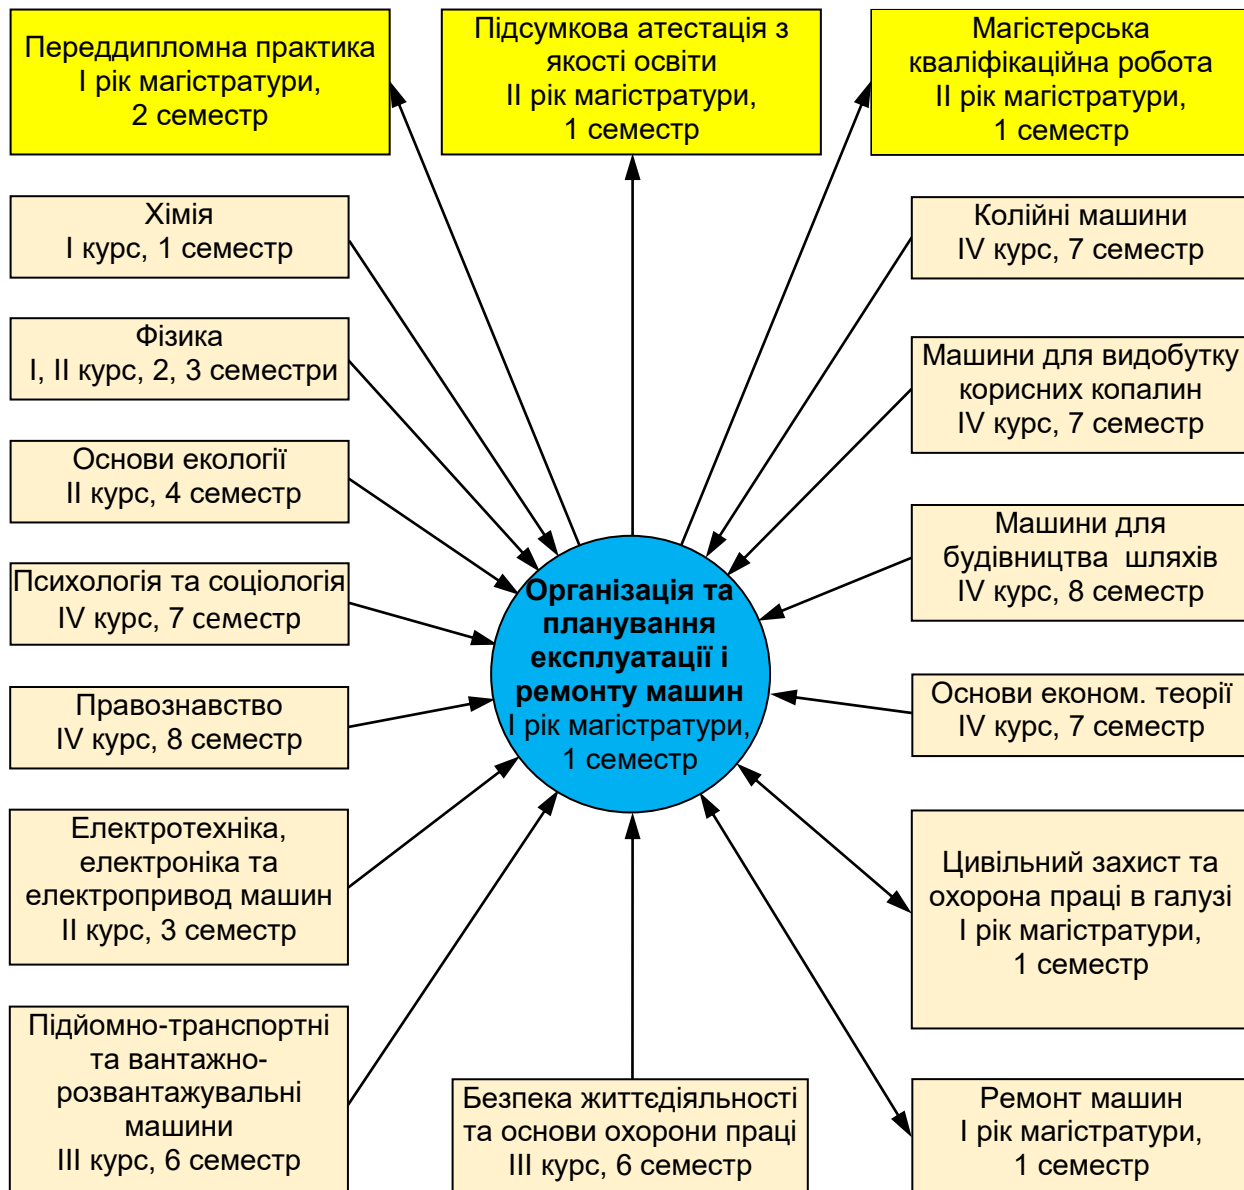 Переддипломна практика
І рік магістратури,
2 семестр
Підсумкова атестація з
якості освіти
ІІ рік магістратури,
1 семестр
Магістерська
кваліфікаційна робота
ІІ рік магістратури,
1 семестр
Хімія
І курс, 1 семестр
Фізика
І, ІІ курс, 2, 3 семестри
Основи екології
ІІ курс, 4 семестр
Психологія та соціологія
IV курс, 7 семестр
Правознавство
IV курс, 8 семестр
Електротехніка,
електроніка та
електропривод машин
ІІ курс, 3 семестр
Підйомно-транспортні
та вантажно-
розвантажувальні
машини
ІІІ курс, 6 семестр
Організація та
планування
експлуатації і
ремонту машин
І рік магістратури,
1 семестр
Безпека життєдіяльності
та основи охорони праці
ІІІ курс, 6 семестр
Колійні машини
IV курс, 7 семестр
Машини для видобутку
корисних копалин
IV курс, 7 семестр
Машини для
будівництва шляхів
IV курс, 8 семестр
Основи економ. теорії
IV курс, 7 семестр
Цивільний захист та
охорона праці в галузі
І рік магістратури,
1 семестр
Ремонт машин
І рік магістратури,
1 семестр